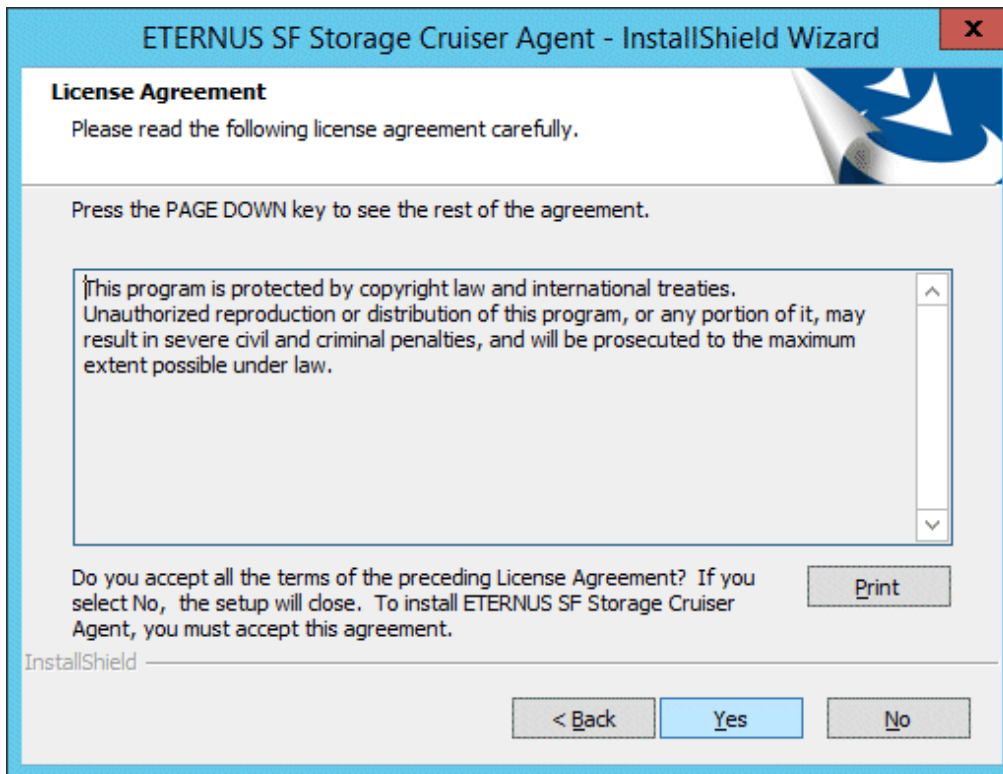 ETERNUS SF Storage Cruiser Agent - InstallShield Wizard
x
License Agreement
Please read the following license agreement carefully.
Press the PAGE DOWN key to see the rest of the agreement.
This program is protected by copyright law and international treaties.
Unauthorized reproduction or distribution of this program, or any portion of it, may
result in severe civil and criminal penalties, and will be prosecuted to the maximum
extent possible under law.
Do you accept all the terms of the preceding License Agreement?  If you
select No,  the setup will close.  To install ETERNUS SF Storage Cruiser
Agent, you must accept this agreement.
Print
InstallShield
< Back
Yes
No